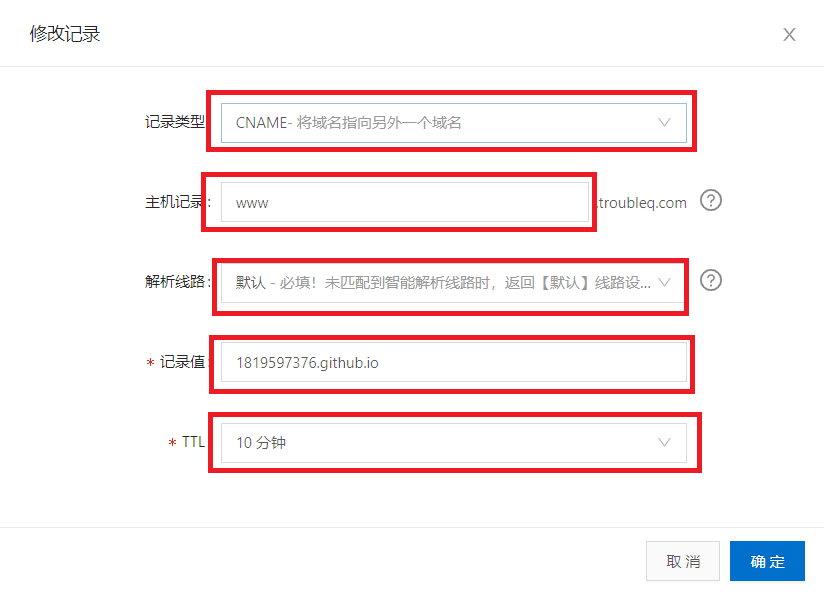 修改记录
记录类型 CNAME- 将域名指向另外一个域名
主机记录: www .troubleq.com ?
解析线路: 默认 - 必填！未匹配到智能解析线路时，返回【默认】线路设... ?
* 记录值: 1819597376.github.io
* TTL 10 分钟
取 消 确 定